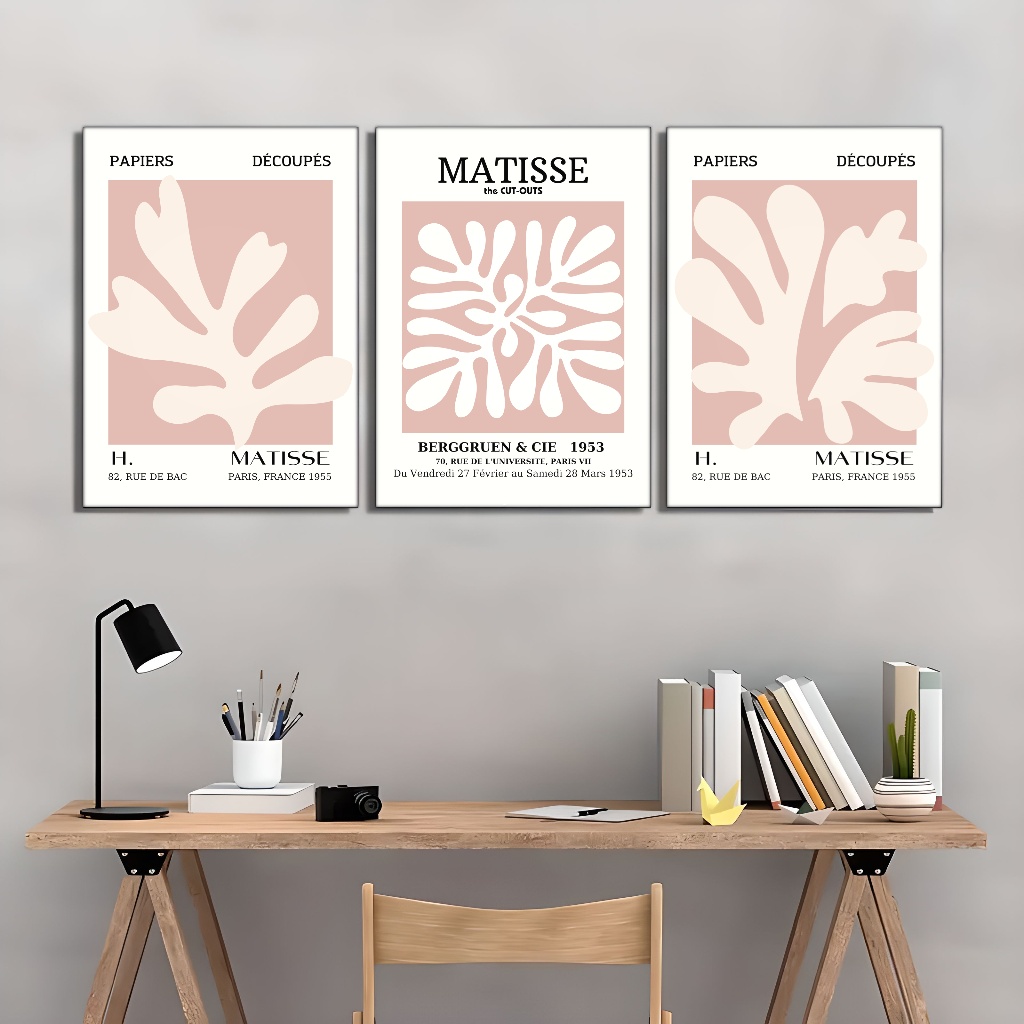 PAPIERS DÉCOUPÉS
H. MATISSE
82, RUE DE BAC PARIS, FRANCE 1955
MATISSE
the CUT-OUTS
BERGGRUEN & CIE 1953
70, RUE DE L'UNIVERSITE, PARIS VII
Du Vendredi 27 Février au Samedi 28 Mars 1953
PAPIERS DÉCOUPÉS
H. MATISSE
82, RUE DE BAC PARIS, FRANCE 1955